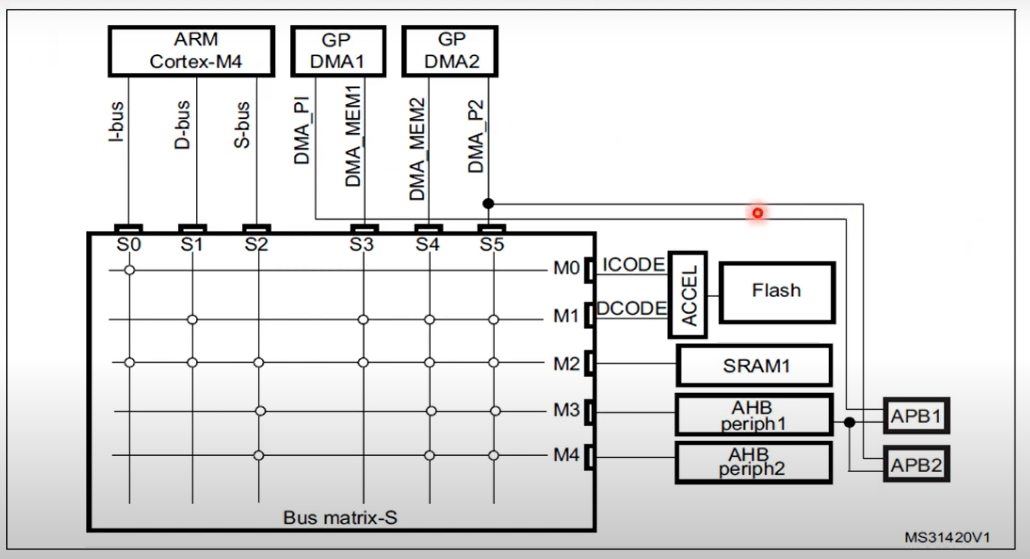 ARM
Cortex-M4
GP
DMA1
GP
DMA2
I-bus
D-bus
S-bus
DMA_PI
DMA_MEM1
DMA_MEM2
DMA_P2
S0 S1 S2 S3 S4 S5
M0
ICODE
ACCEL
Flash
M1
DCODE
M2
SRAM1
M3
AHB
periph1
APB1
M4
AHB
periph2
APB2
Bus matrix-S
MS31420V1